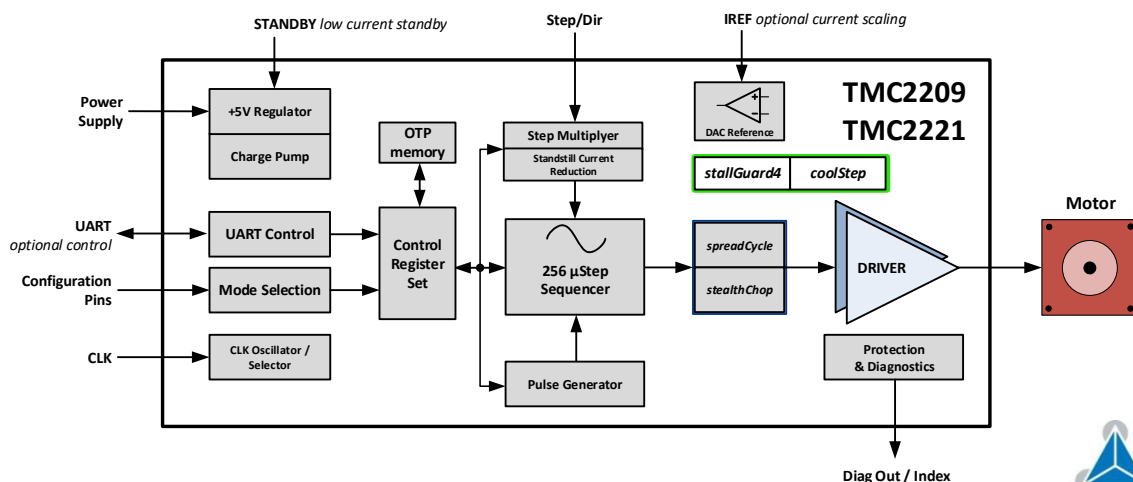 STANDBY low current standby
Step/Dir
IREF optional current scaling
Power
Supply
+5V Regulator
Charge Pump
OTP
memory
Step Multiplyer
Standstill Current
Reduction
DAC Reference
TMC2209
TMC2221
stallGuard4
coolStep
Motor
UART
optional control
UART Control
Control
Register
Set
256 µStep
Sequencer
spreadCycle
stealthChop
DRIVER
Configuration
Pins
Mode Selection
CLK
CLK Oscillator /
Selector
Pulse Generator
Protection
& Diagnostics
Diag Out / Index